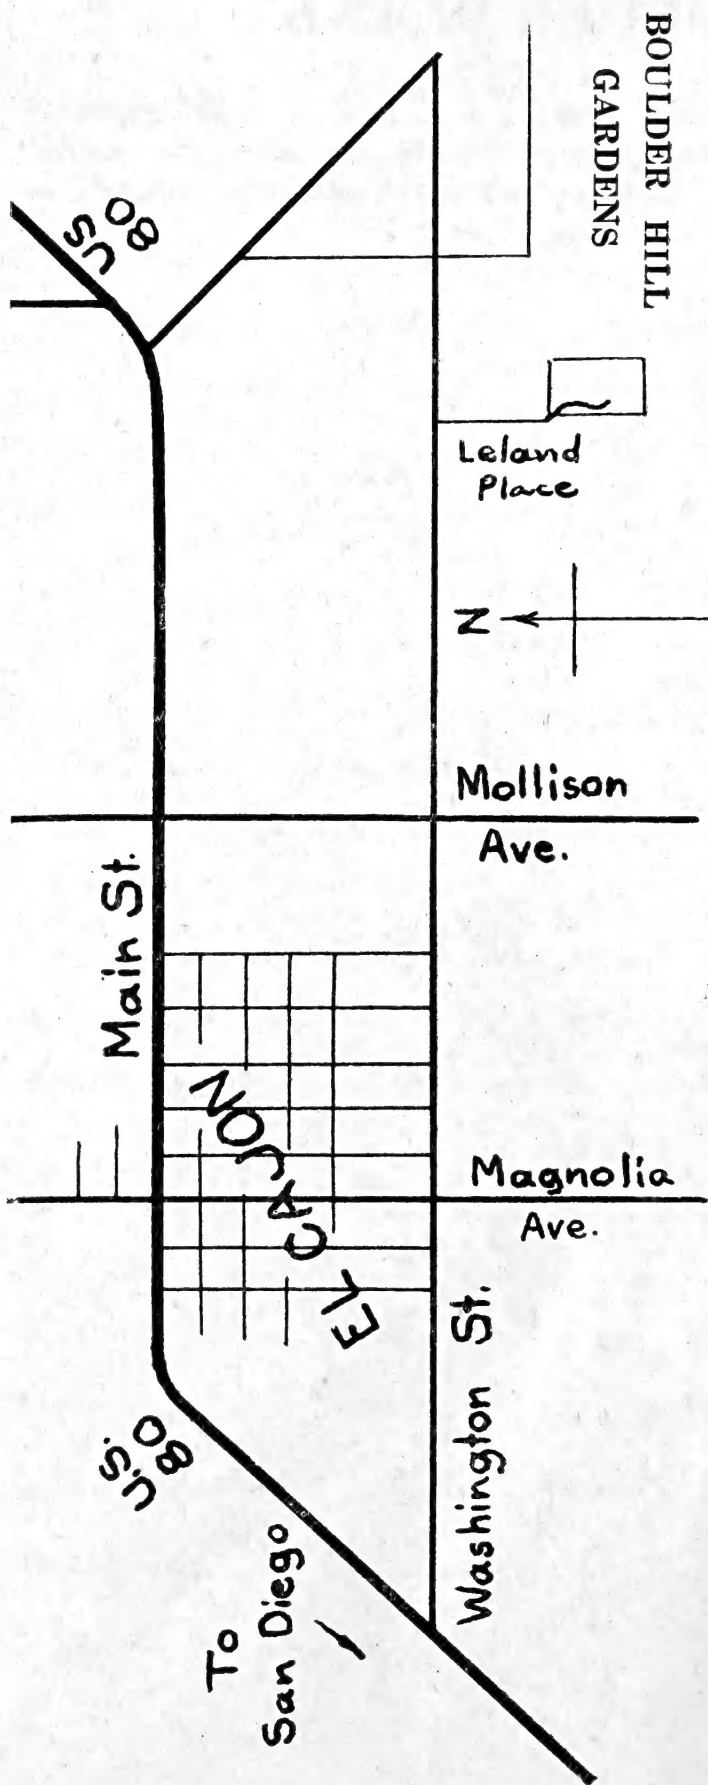 BOULDER HILL
GARDENS
US
80
Leland
Place
N
Mollison
Ave.
Main St.
EL CAJON
Magnolia
Ave.
U.S.
80
Washington St.
To
San Diego